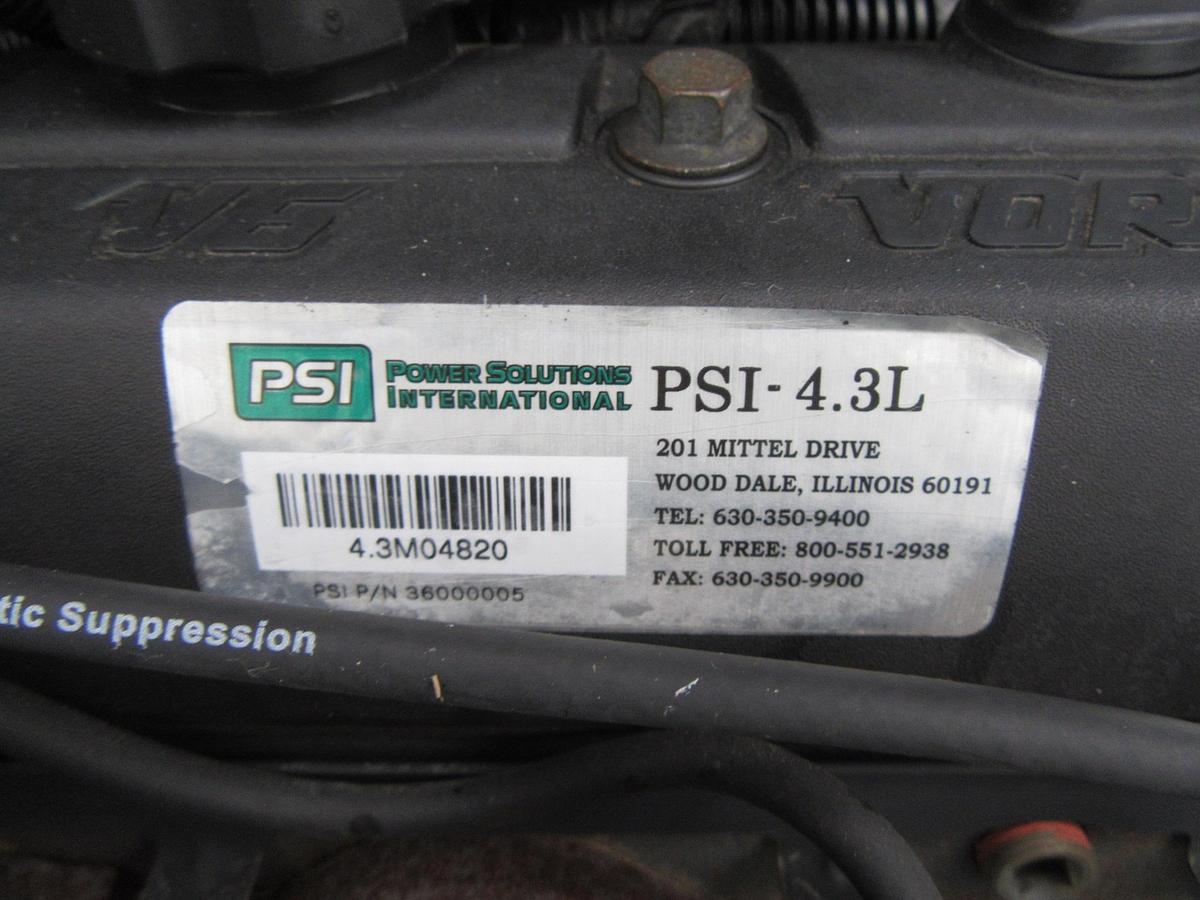 V6
VOR
PSI
POWER SOLUTIONS
INTERNATIONAL
PSI- 4.3L
201 MITTEL DRIVE
WOOD DALE, ILLINOIS 60191
TEL: 630-350-9400
TOLL FREE: 800-551-2938
FAX: 630-350-9900
4.3M04820
PSI P/N 36000005
tic Suppression